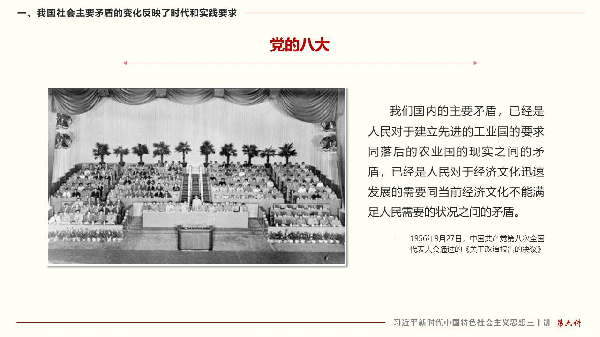 一、我国社会主要矛盾的变化反映了时代和实践要求
党的八大
我们国内的主要矛盾，已经是
人民对于建立先进的工业国的要求
同落后的农业国的现实之间的矛
盾，已经是人民对于经济文化迅速
发展的需要同当前经济文化不能满
足人民需要的状况之间的矛盾。
1956年9月27日，中国共产党第八次全国
代表大会通过的《关于政治报告的决议》
习近平新时代中国特色社会主义思想三十讲 第六讲